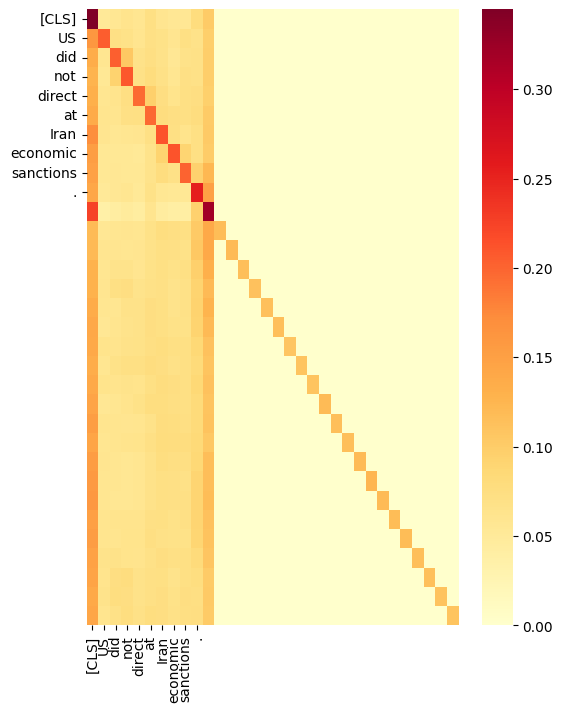 [CLS]
US
did
not
direct
at
Iran
economic
sanctions
.
0.30
0.25
0.20
0.15
0.10
0.05
0.00
[CLS]
US
did
not
direct
at
Iran
economic
sanctions
.